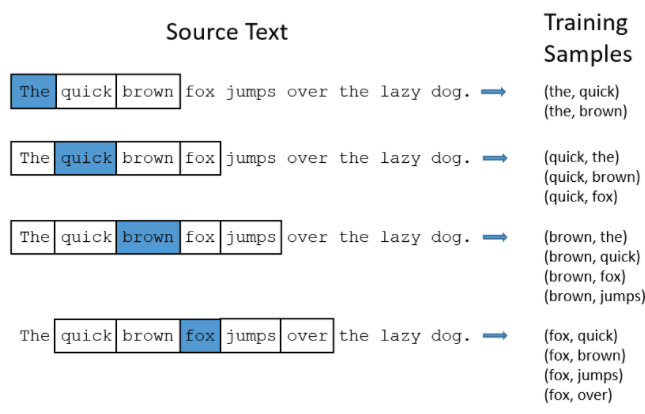 Source Text
Training
Samples
The quick brown fox jumps over the lazy dog.
(the, quick)
(the, brown)
The quick brown fox jumps over the lazy dog.
(quick, the)
(quick, brown)
(quick, fox)
The quick brown fox jumps over the lazy dog.
(brown, the)
(brown, quick)
(brown, fox)
(brown, jumps)
The quick brown fox jumps over the lazy dog.
(fox, quick)
(fox, brown)
(fox, jumps)
(fox, over)